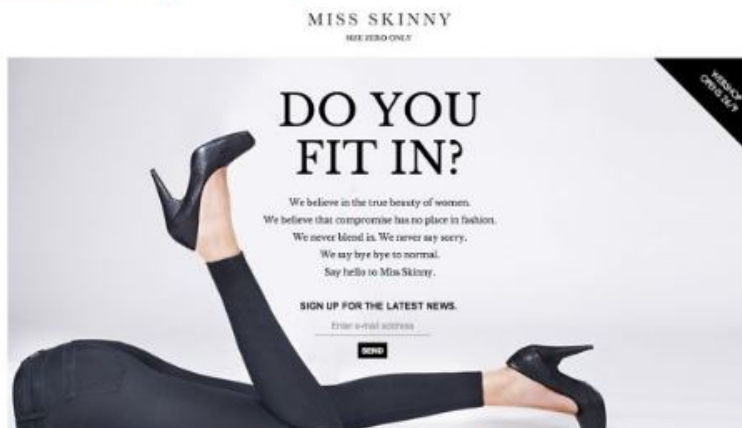 MISS SKINNY
SIZE ZERO ONLY
WEBSHOP
OPENS 26/9
DO YOU
FIT IN?
We believe in the true beauty of women.
We believe that compromise has no place in fashion.
We never blend in. We never say sorry.
We say bye bye to normal.
Say hello to Miss Skinny.
SIGN UP FOR THE LATEST NEWS.
Enter e-mail address
SEND